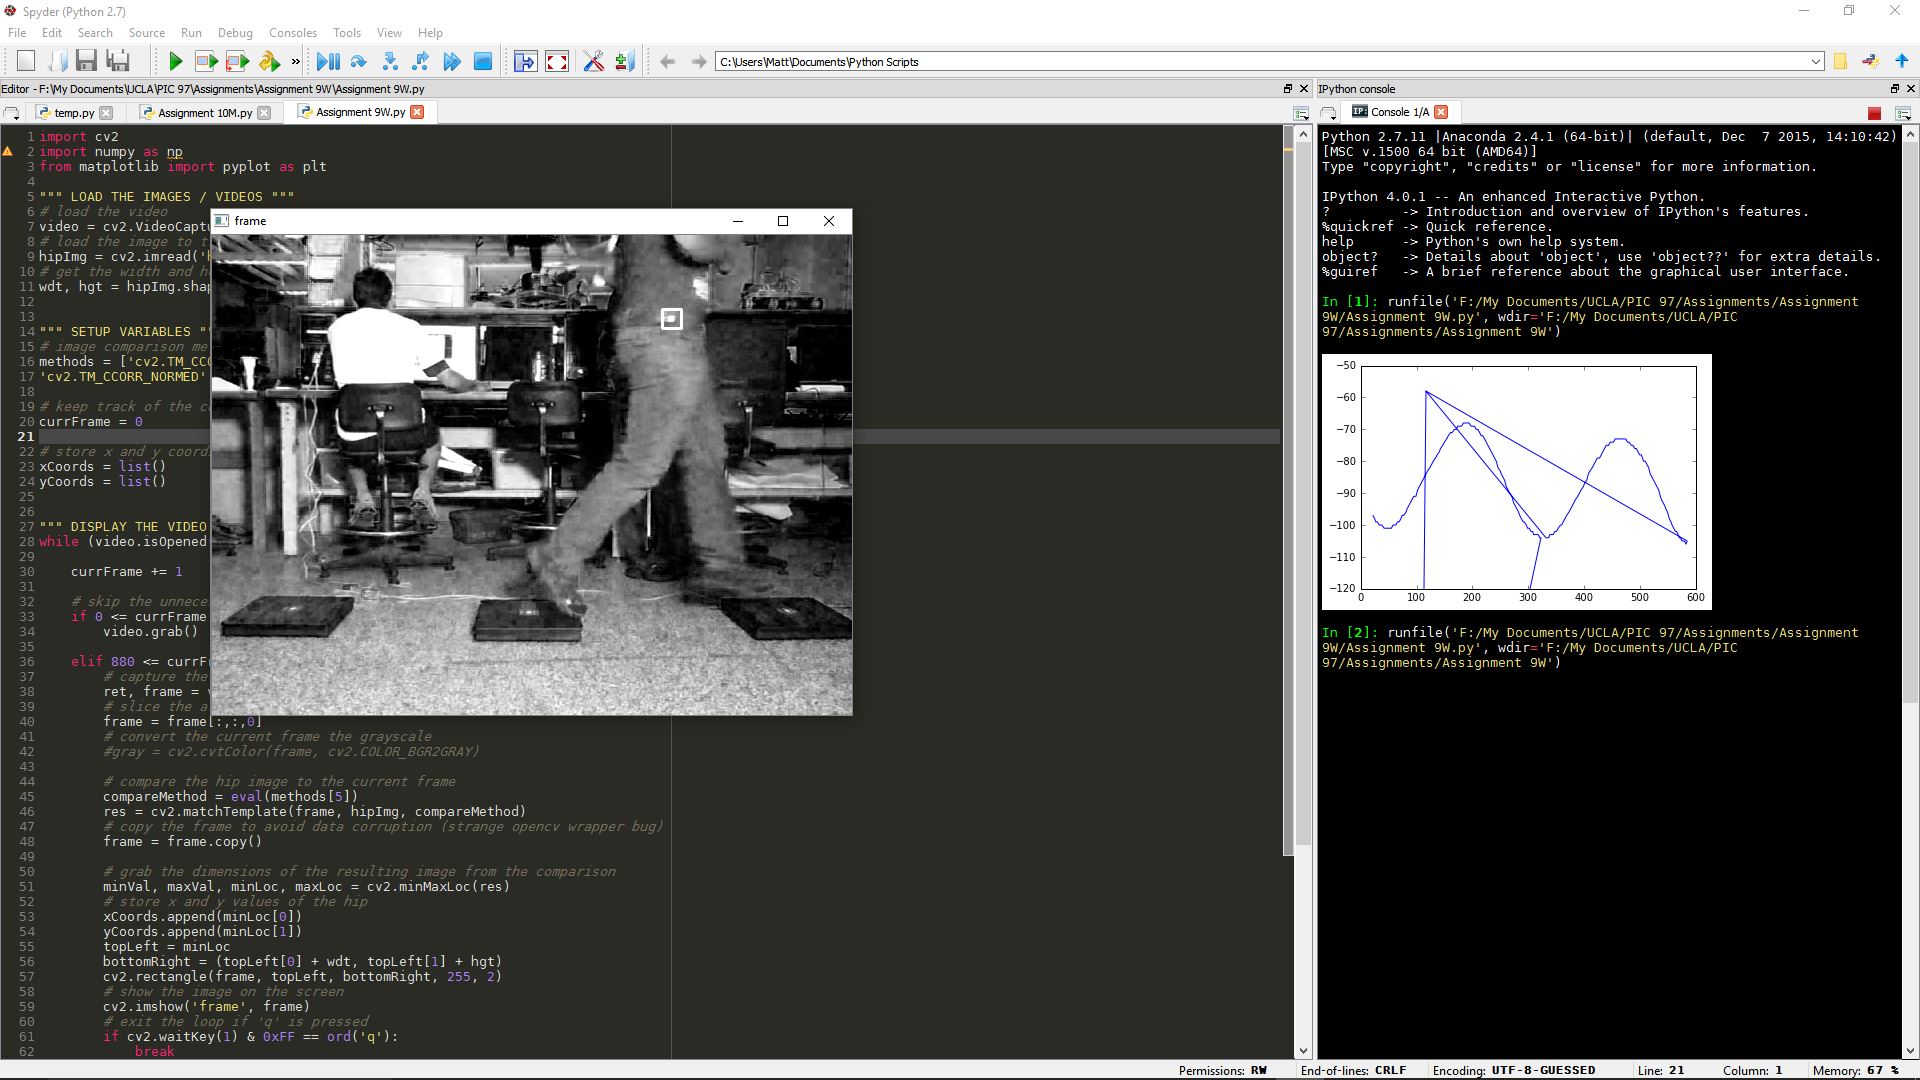 Spyder (Python 2.7)
File Edit Search Source Run Debug Consoles Tools View Help
C:\Users\Matt\Documents\Python Scripts
Editor - F:\My Documents\UCLA\PIC 97\Assignments\Assignment 9W\Assignment 9W.py
temp.py Assignment 10M.py Assignment 9W.py
1 import cv2
2 import numpy as np
3 from matplotlib import pyplot as plt
4
5 """ LOAD THE IMAGES / VIDEOS """
6 # load the video
7 video = cv2.VideoCaptu
8 # load the image to t
9 hipImg = cv2.imread('
10 # get the width and h
11 wdt, hgt = hipImg.shap
12
13
14 """ SETUP VARIABLES "
15 # image comparison me
16 methods = ['cv2.TM_CCO
17 'cv2.TM_CCORR_NORMED'
18
19 # keep track of the c
20 currFrame = 0
21
22 # store x and y coord
23 xCoords = list()
24 yCoords = list()
25
26
27 """ DISPLAY THE VIDEO
28 while (video.isOpened
29
30 currFrame += 1
31
32 # skip the unnece
33 if 0 <= currFrame
34 video.grab()
35
36 elif 880 <= currF
37 # capture the
38 ret, frame =
39 # slice the a
40 frame = frame[:,:,0]
41 # convert the current frame the grayscale
42 #gray = cv2.cvtColor(frame, cv2.COLOR_BGR2GRAY)
43
44 # compare the hip image to the current frame
45 compareMethod = eval(methods[5])
46 res = cv2.matchTemplate(frame, hipImg, compareMethod)
47 # copy the frame to avoid data corruption (strange opencv wrapper bug)
48 frame = frame.copy()
49
50 # grab the dimensions of the resulting image from the comparison
51 minVal, maxVal, minLoc, maxLoc = cv2.minMaxLoc(res)
52 # store x and y values of the hip
53 xCoords.append(minLoc[0])
54 yCoords.append(minLoc[1])
55 topLeft = minLoc
56 bottomRight = (topLeft[0] + wdt, topLeft[1] + hgt)
57 cv2.rectangle(frame, topLeft, bottomRight, 255, 2)
58 # show the image on the screen
59 cv2.imshow('frame', frame)
60 # exit the loop if 'q' is pressed
61 if cv2.waitKey(1) & 0xFF == ord('q'):
62 break
frame
IPython console
Console 1/A
Python 2.7.11 |Anaconda 2.4.1 (64-bit)| (default, Dec 7 2015, 14:10:42)
[MSC v.1500 64 bit (AMD64)]
Type "copyright", "credits" or "license" for more information.
IPython 4.0.1 -- An enhanced Interactive Python.
? -> Introduction and overview of IPython's features.
%quickref -> Quick reference.
help -> Python's own help system.
object? -> Details about 'object', use 'object??' for extra details.
%guiref -> A brief reference about the graphical user interface.
In [1]: runfile('F:/My Documents/UCLA/PIC 97/Assignments/Assignment
9W/Assignment 9W.py', wdir='F:/My Documents/UCLA/PIC
97/Assignments/Assignment 9W')
−50
−60
−70
−80
−90
−100
−110
−120
0 100 200 300 400 500 600
In [2]: runfile('F:/My Documents/UCLA/PIC 97/Assignments/Assignment
9W/Assignment 9W.py', wdir='F:/My Documents/UCLA/PIC
97/Assignments/Assignment 9W')
Permissions: RW End-of-lines: CRLF Encoding: UTF-8-GUESSED Line: 21 Column: 1 Memory: 67 %